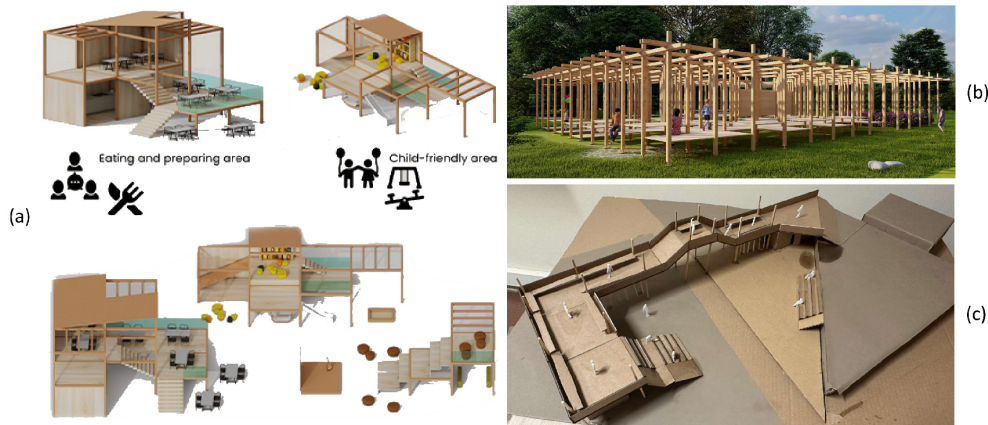 Eating and preparing area
Child-friendly area
(a)
(b)
(c)